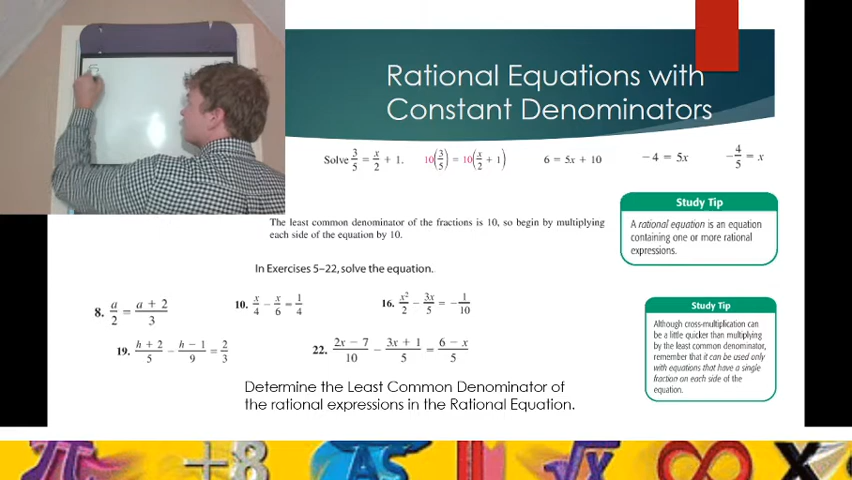 Rational Equations with
Constant Denominators
Solve 3/5 = x/2 + 1. 10(3/5) = 10(x/2 + 1) 6 = 5x + 10 −4 = 5x −4/5 = x
The least common denominator of the fractions is 10, so begin by multiplying
each side of the equation by 10.
Study Tip
A rational equation is an equation
containing one or more rational
expressions.
In Exercises 5–22, solve the equation.
8. a/2 = (a + 2)/3
10. x/4 − x/6 = 1/4
16. x²/2 − 3x/5 = −1/10
19. (h + 2)/5 − (h − 1)/9 = 2/3
22. (2x − 7)/10 − (3x + 1)/5 = (6 − x)/5
Study Tip
Although cross-multiplication can
be a little quicker than multiplying
by the least common denominator,
remember that it can be used only
with equations that have a single
fraction on each side of the
equation.
Determine the Least Common Denominator of
the rational expressions in the Rational Equation.
π +8 AS √x ∞ x